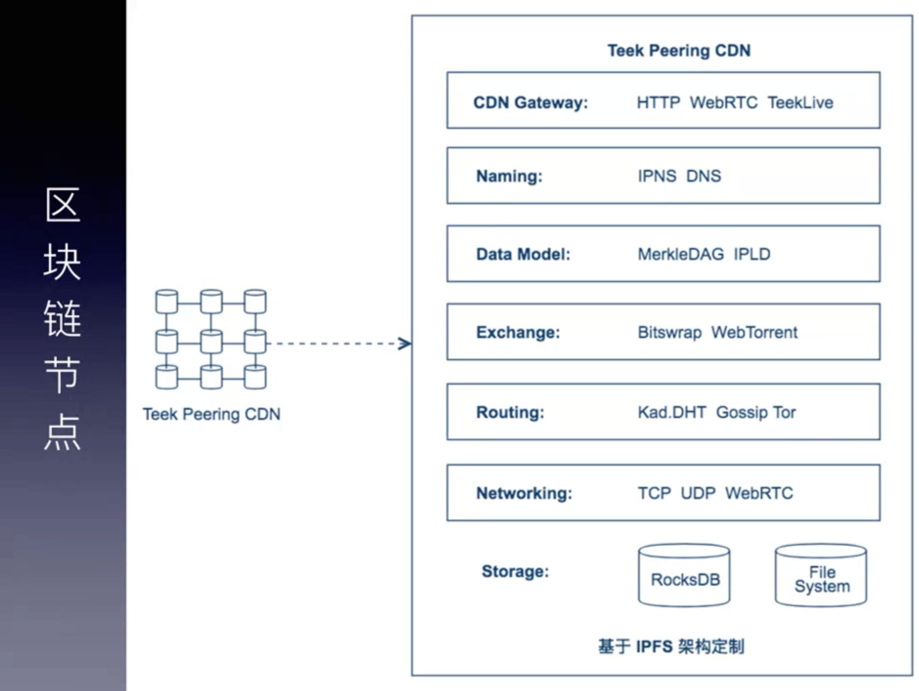 区块链节点
Teek Peering CDN
Teek Peering CDN
CDN Gateway: HTTP WebRTC TeekLive
Naming: IPNS DNS
Data Model: MerkleDAG IPLD
Exchange: Bitswrap WebTorrent
Routing: Kad.DHT Gossip Tor
Networking: TCP UDP WebRTC
Storage: RocksDB File System
基于 IPFS 架构定制